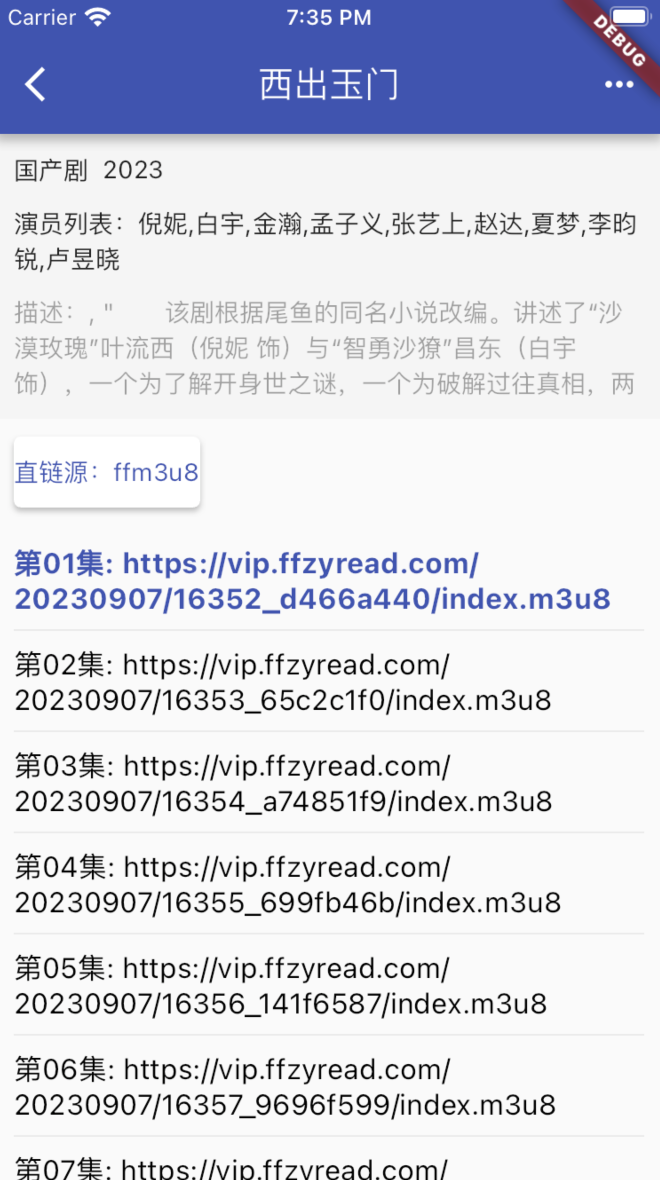 Carrier 7:35 PM
DEBUG
西出玉门
国产剧 2023
演员列表：倪妮,白宇,金瀚,孟子义,张艺上,赵达,夏梦,李昀
锐,卢昱晓
描述：, " 该剧根据尾鱼的同名小说改编。讲述了“沙
漠玫瑰”叶流西（倪妮 饰）与“智勇沙獠”昌东（白宇
饰），一个为了解开身世之谜，一个为破解过往真相，两
直链源：ffm3u8
第01集: https://vip.ffzyread.com/
20230907/16352_d466a440/index.m3u8
第02集: https://vip.ffzyread.com/
20230907/16353_65c2c1f0/index.m3u8
第03集: https://vip.ffzyread.com/
20230907/16354_a74851f9/index.m3u8
第04集: https://vip.ffzyread.com/
20230907/16355_699fb46b/index.m3u8
第05集: https://vip.ffzyread.com/
20230907/16356_141f6587/index.m3u8
第06集: https://vip.ffzyread.com/
20230907/16357_9696f599/index.m3u8
第07集: https://vip.ffzyread.com/